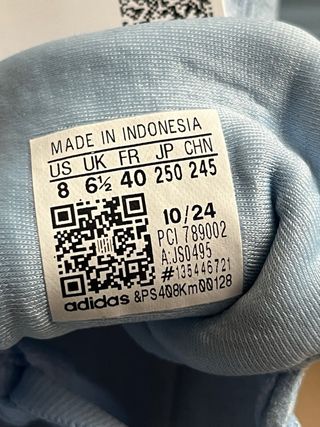 MADE IN INDONESIA
US UK FR JP CHN
8 6½ 40 250 245
10/24
PCI 789002
A:JS0495
#135446721
adidas &PS408Km00128